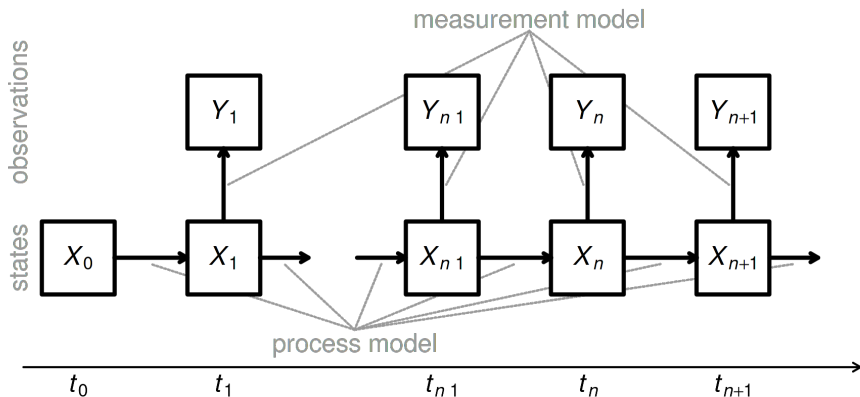 measurement model
observations
Y1 Yn 1 Yn Yn+1
states
X0 X1 Xn 1 Xn Xn+1
process model
t0 t1 tn 1 tn tn+1